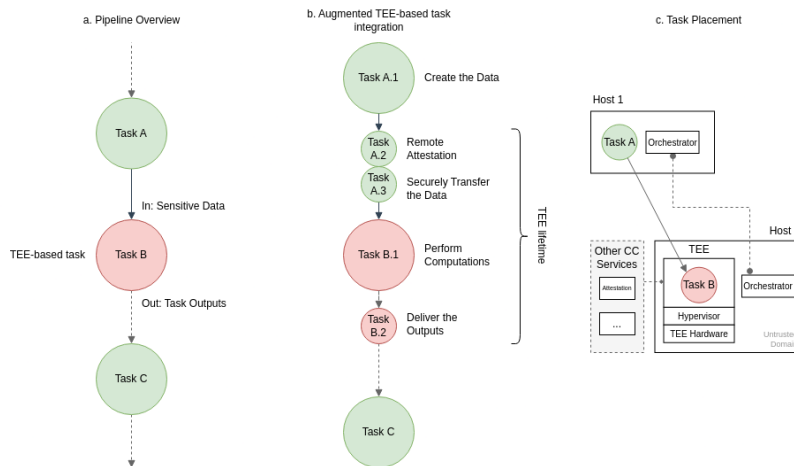 a. Pipeline Overview
Task A
In: Sensitive Data
TEE-based task
Task B
Out: Task Outputs
Task C
b. Augmented TEE-based task
integration
Task A.1
Create the Data
Task
A.2
Remote
Attestation
Task
A.3
Securely Transfer
the Data
Task B.1
Perform
Computations
Task
B.2
Deliver the
Outputs
TEE lifetime
Task C
c. Task Placement
Host 1
Task A
Orchestrator
Host
Other CC
Services
Attestation
...
TEE
Task B
Orchestrator
Hypervisor
TEE Hardware
Untrusted
Domain